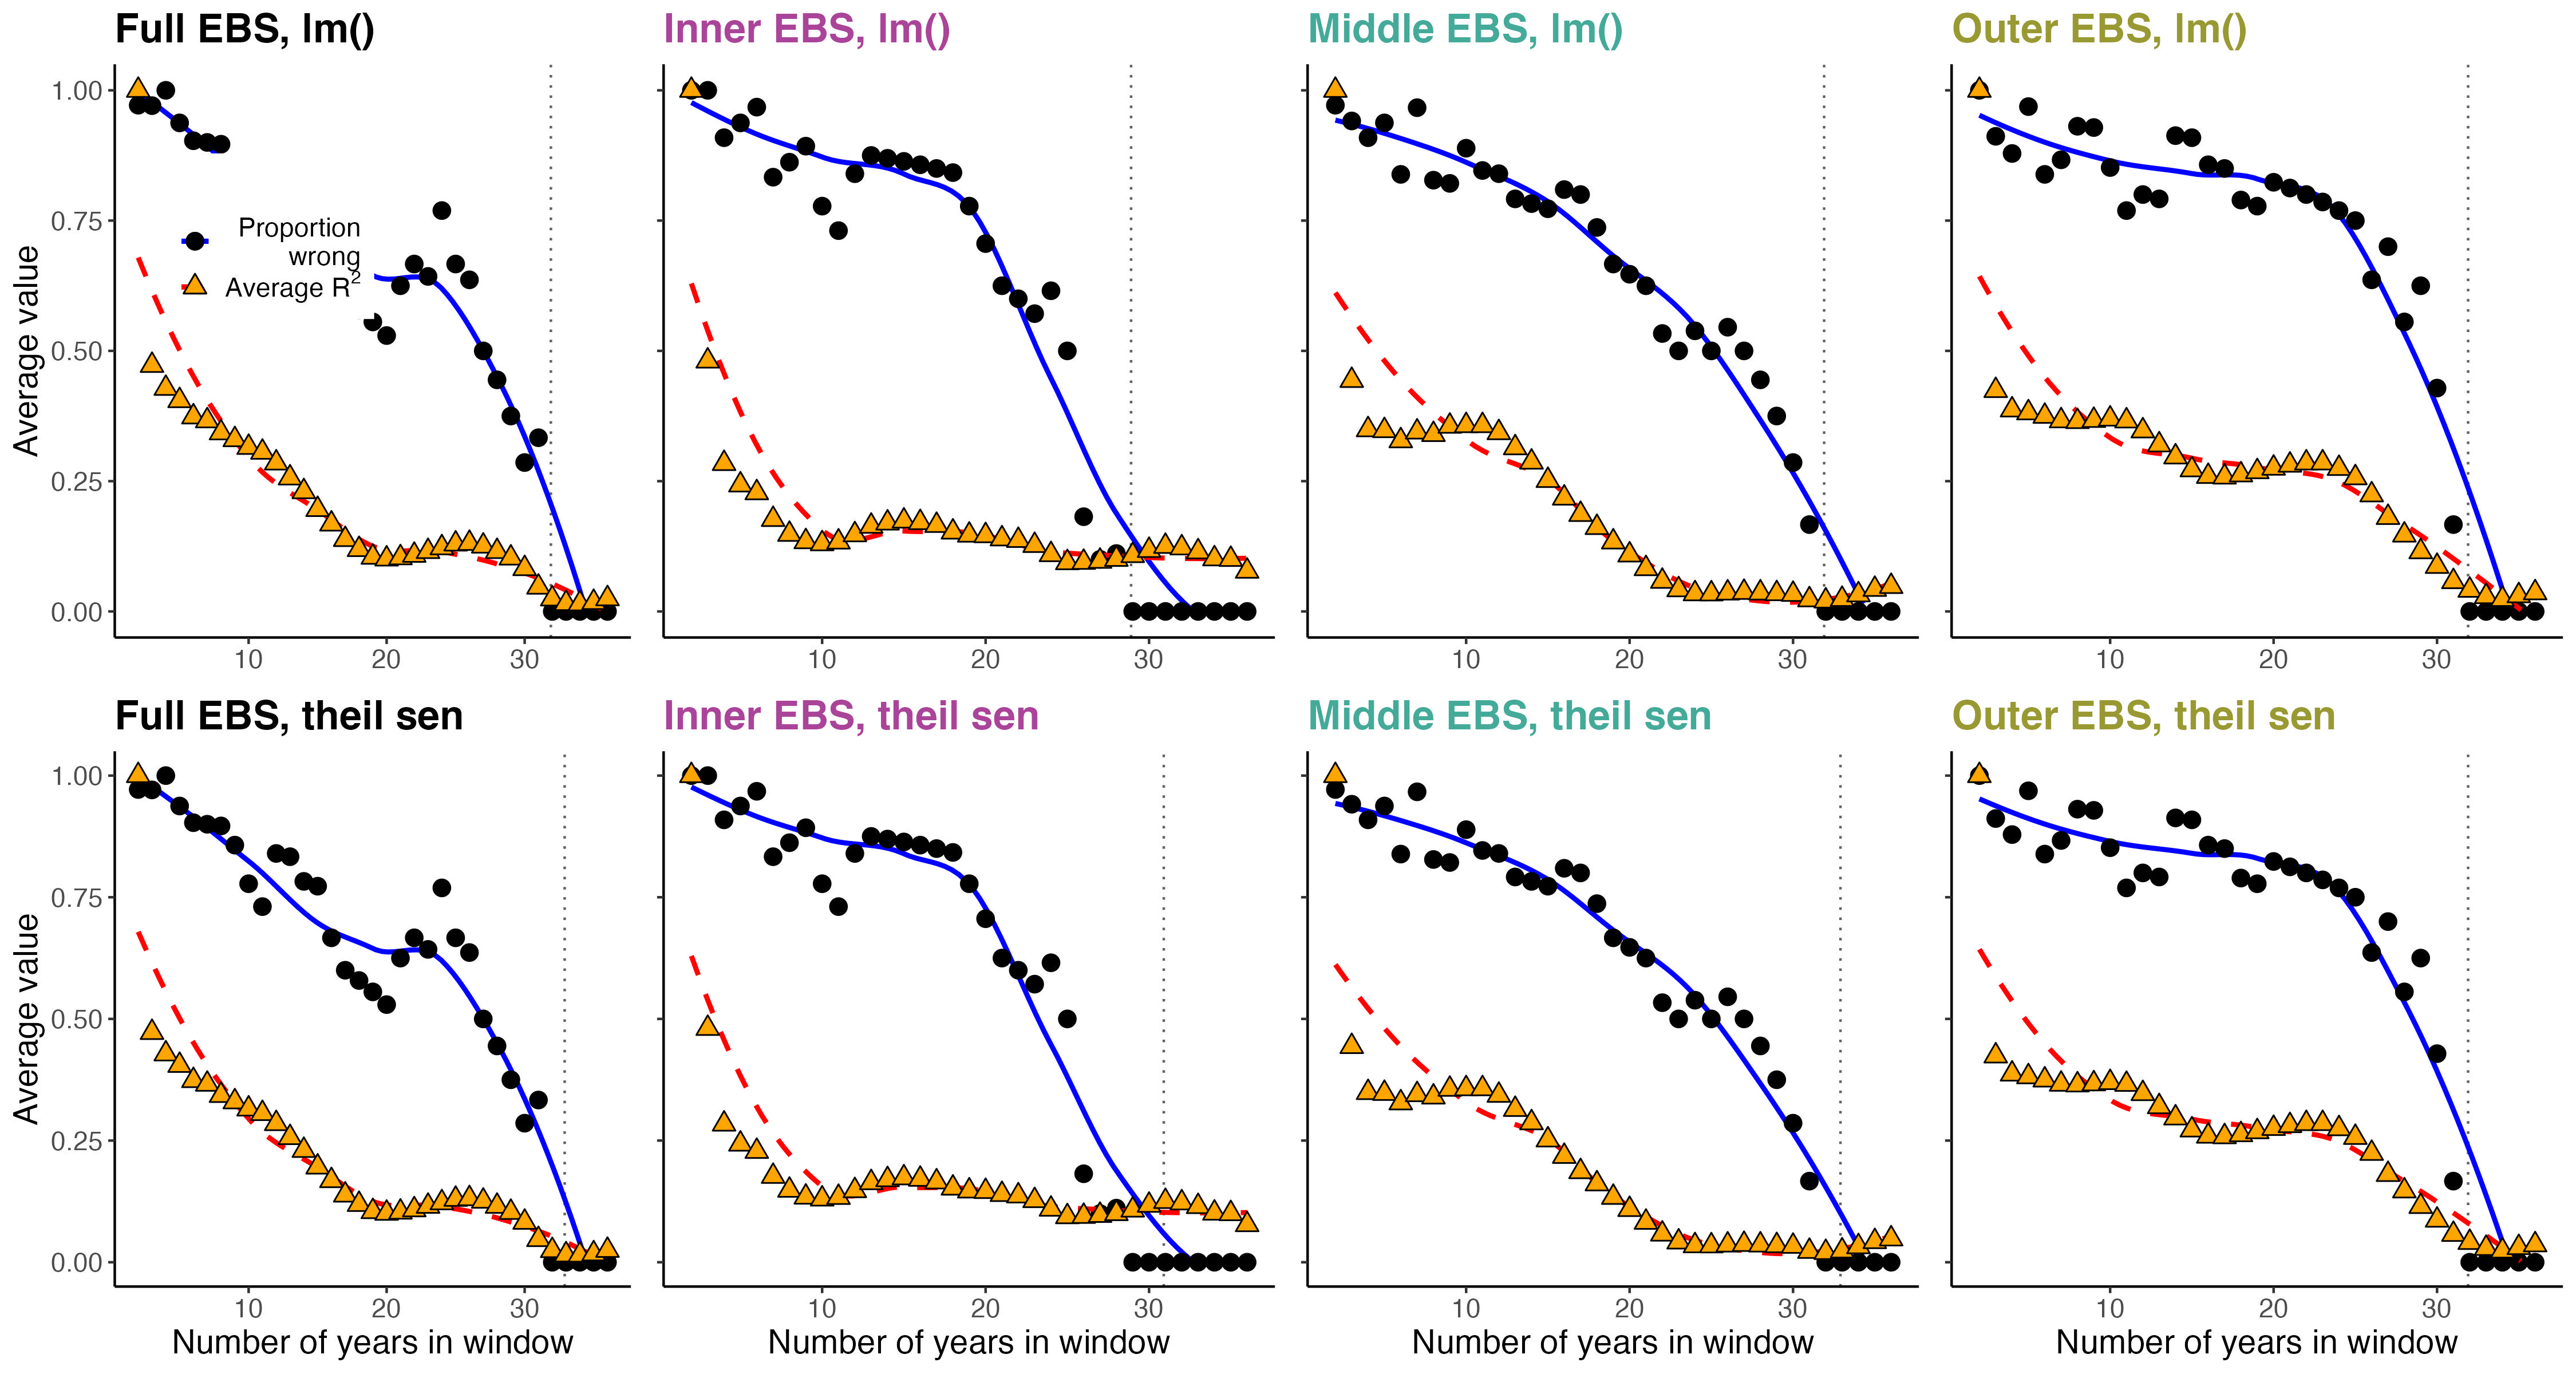 Full EBS, lm()
Inner EBS, lm()
Middle EBS, lm()
Outer EBS, lm()
Average value
1.00
0.75
0.50
0.25
0.00
Proportion
wrong
Average R²
10 20 30
10 20 30
10 20 30
10 20 30
Full EBS, theil sen
Inner EBS, theil sen
Middle EBS, theil sen
Outer EBS, theil sen
Average value
1.00
0.75
0.50
0.25
0.00
10 20 30
10 20 30
10 20 30
10 20 30
Number of years in window
Number of years in window
Number of years in window
Number of years in window